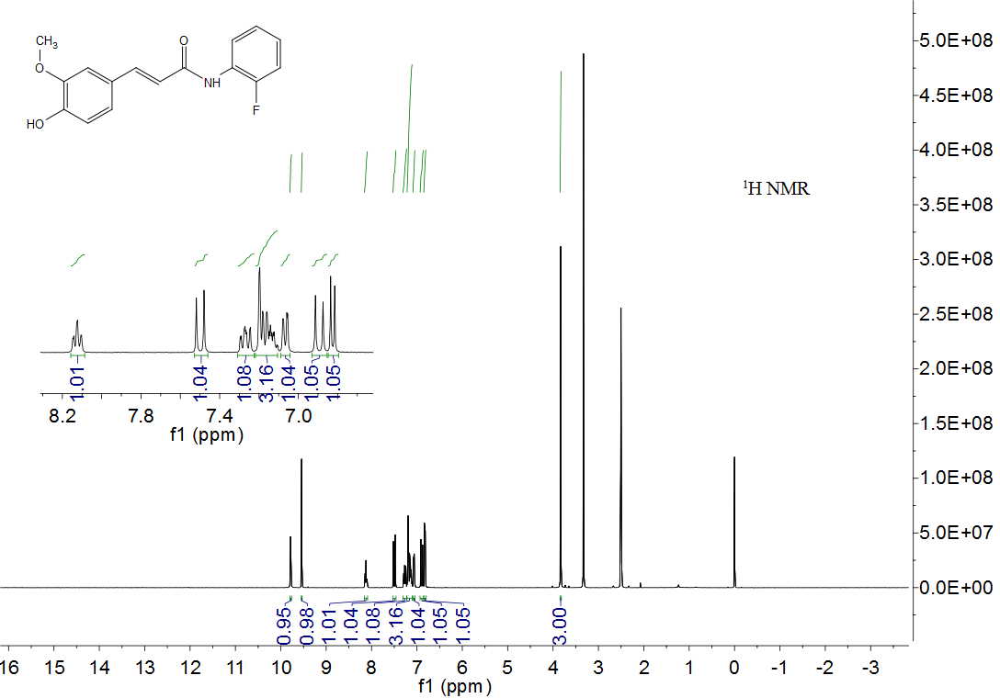 CH3
O
O
NH
HO
F
¹H NMR
5.0E+08
4.5E+08
4.0E+08
3.5E+08
3.0E+08
2.5E+08
2.0E+08
1.5E+08
1.0E+08
5.0E+07
0.0E+00
1.01
1.04
1.08
3.16
1.04
1.05
1.05
8.2 7.8 7.4 7.0
f1 (ppm)
0.95
0.98
1.01
1.04
1.08
3.16
1.04
1.05
1.05
3.00
16 15 14 13 12 11 10 9 8 7 6 5 4 3 2 1 0 -1 -2 -3
f1 (ppm)